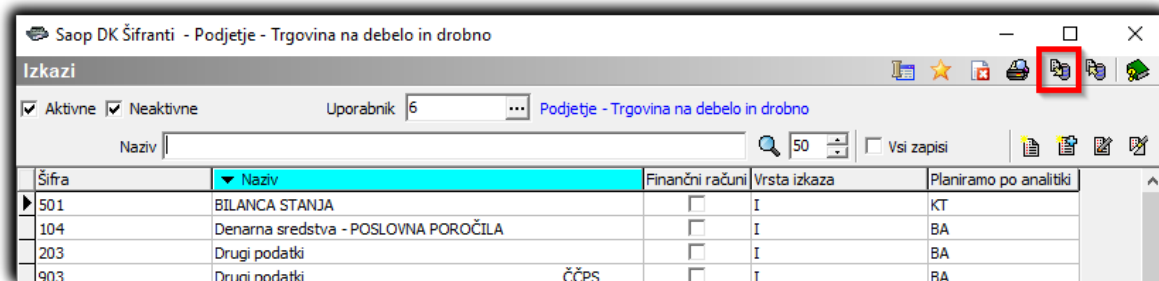 Saop DK Šifranti - Podjetje - Trgovina na debelo in drobno
Izkazi
Aktivne Neaktivne Uporabnik 6 ... Podjetje - Trgovina na debelo in drobno
Naziv 50 Vsi zapisi
Šifra Naziv Finančni računi Vrsta izkaza Planiramo po analitiki
501 BILANCA STANJA I KT
104 Denarna sredstva - POSLOVNA POROČILA I BA
203 Drugi podatki I BA
903 Drugi podatki ČČPS I BA